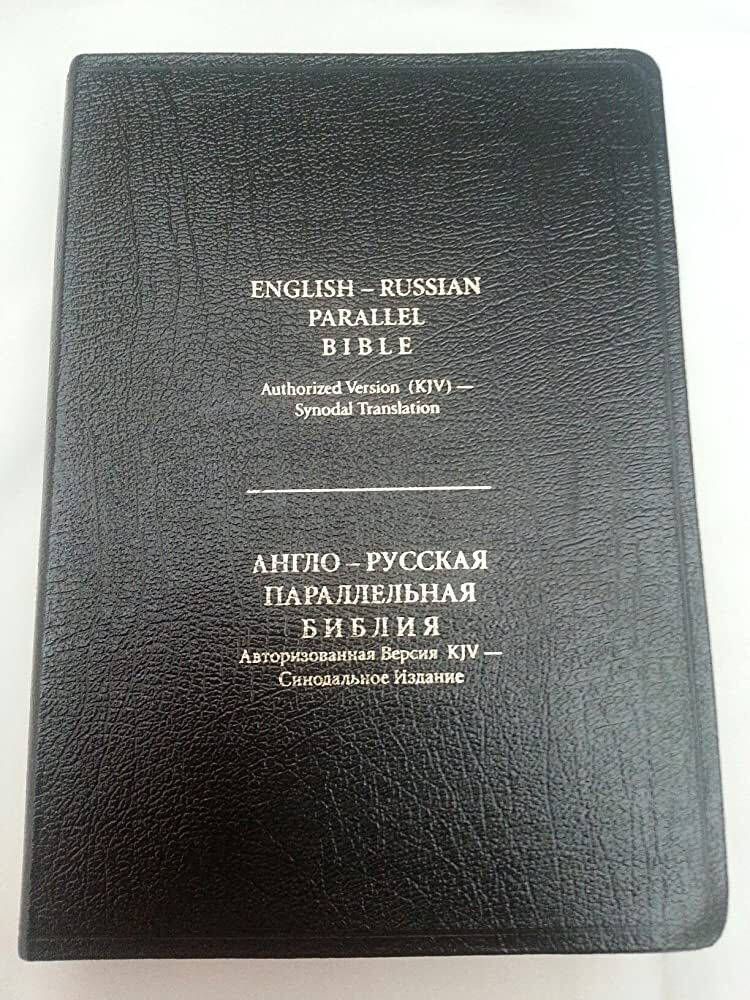 ENGLISH – RUSSIAN
PARALLEL
BIBLE
Authorized Version (KJV) —
Synodal Translation
АНГЛО – РУССКАЯ
ПАРАЛЛЕЛЬНАЯ
БИБЛИЯ
Авторизованная Версия KJV —
Синодальное Издание